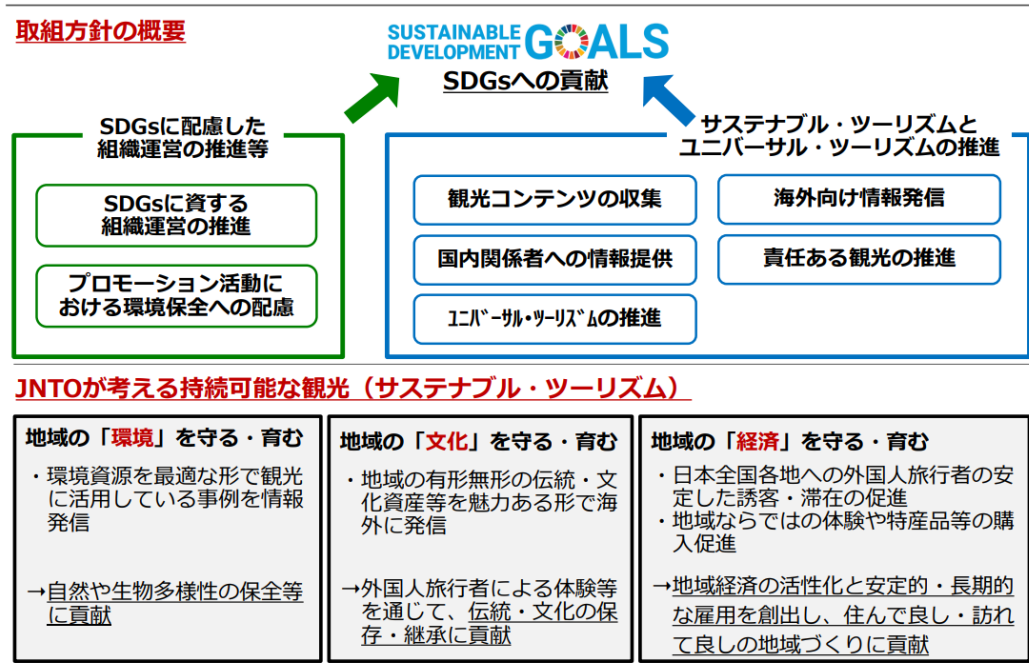 取組方針の概要
SUSTAINABLE
DEVELOPMENT
GOALS
SDGsへの貢献
SDGsに配慮した
組織運営の推進等
SDGsに資する
組織運営の推進
プロモーション活動に
おける環境保全への配慮
サステナブル・ツーリズムと
ユニバーサル・ツーリズムの推進
観光コンテンツの収集
海外向け情報発信
国内関係者への情報提供
責任ある観光の推進
ﾕﾆﾊﾞｰｻﾙ・ﾂｰﾘｽﾞﾑの推進
JNTOが考える持続可能な観光（サステナブル・ツーリズム）
地域の「環境」を守る・育む
・環境資源を最適な形で観光
に活用している事例を情報
発信
→自然や生物多様性の保全等
に貢献
地域の「文化」を守る・育む
・地域の有形無形の伝統・文
化資産等を魅力ある形で海
外に発信
→外国人旅行者による体験等
を通じて、伝統・文化の保
存・継承に貢献
地域の「経済」を守る・育む
・日本全国各地への外国人旅行者の安
定した誘客・滞在の促進
・地域ならではの体験や特産品等の購
入促進
→地域経済の活性化と安定的・長期的
な雇用を創出し、住んで良し・訪れ
て良しの地域づくりに貢献